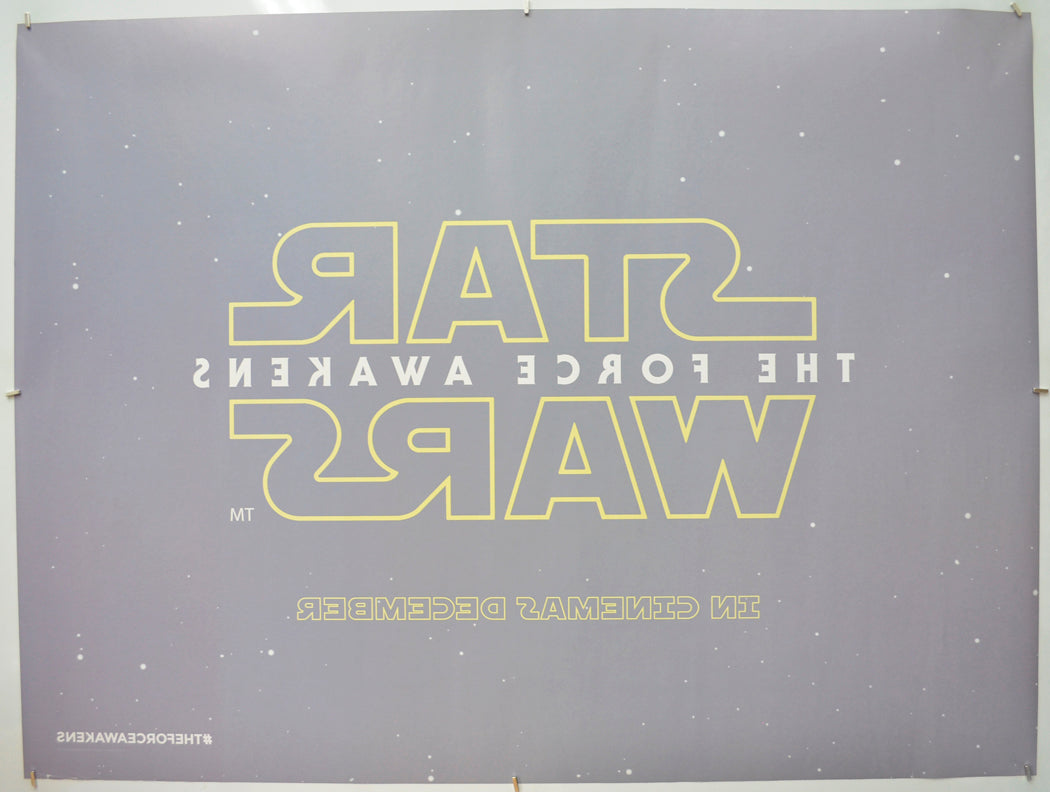 STAR
THE FORCE AWAKENS
WARS
TM
IN CINEMAS DECEMBER
#THEFORCEAWAKENS